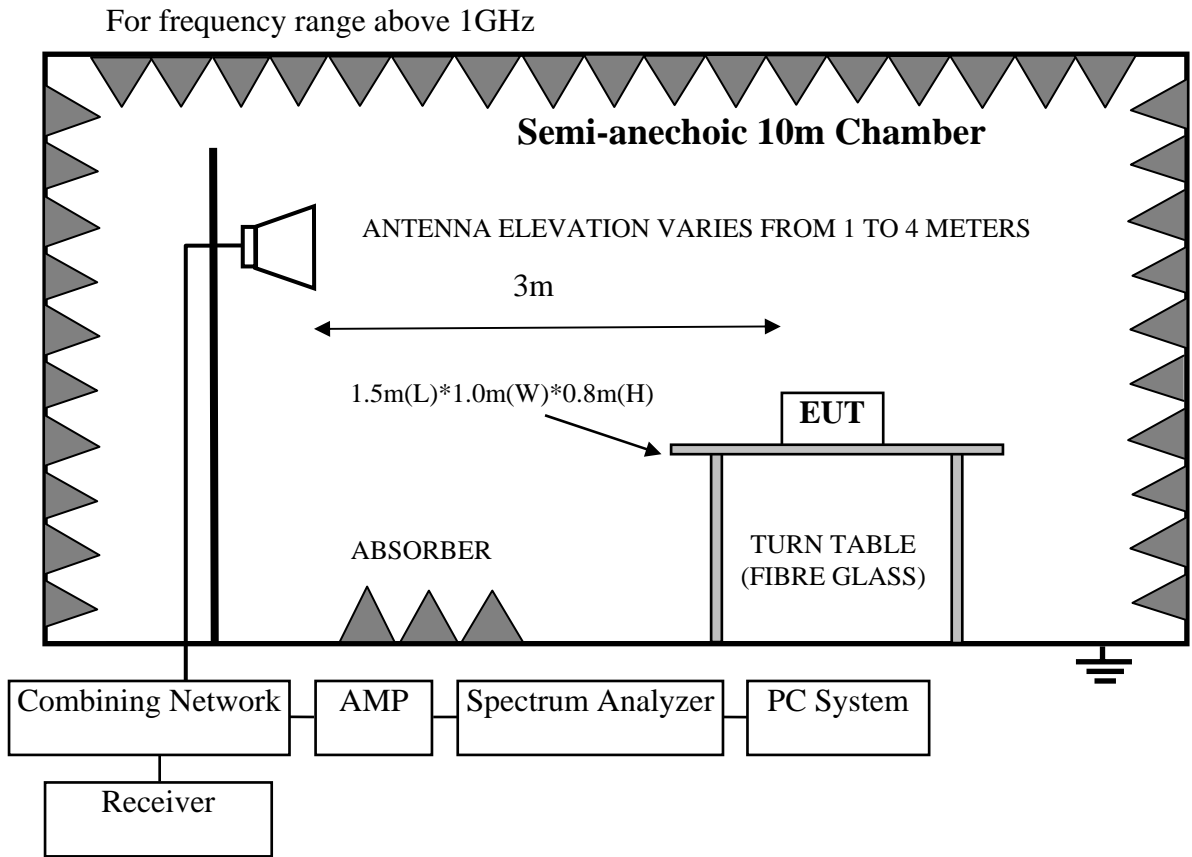 For frequency range above 1GHz
Semi-anechoic 10m Chamber
ANTENNA ELEVATION VARIES FROM 1 TO 4 METERS
3m
1.5m(L)*1.0m(W)*0.8m(H)
EUT
ABSORBER
TURN TABLE
(FIBRE GLASS)
Combining Network
AMP
Spectrum Analyzer
PC System
Receiver